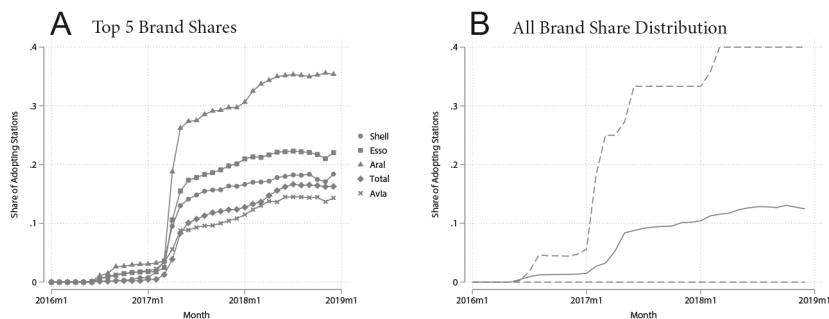 A Top 5 Brand Shares
Share of Adopting Stations
.4
.3
.2
.1
0
2016m1 2017m1 2018m1 2019m1
Month
Shell
Esso
Aral
Total
Avia
B All Brand Share Distribution
Share of Adopting Stations
.4
.3
.2
.1
0
2016m1 2017m1 2018m1 2019m1
Month